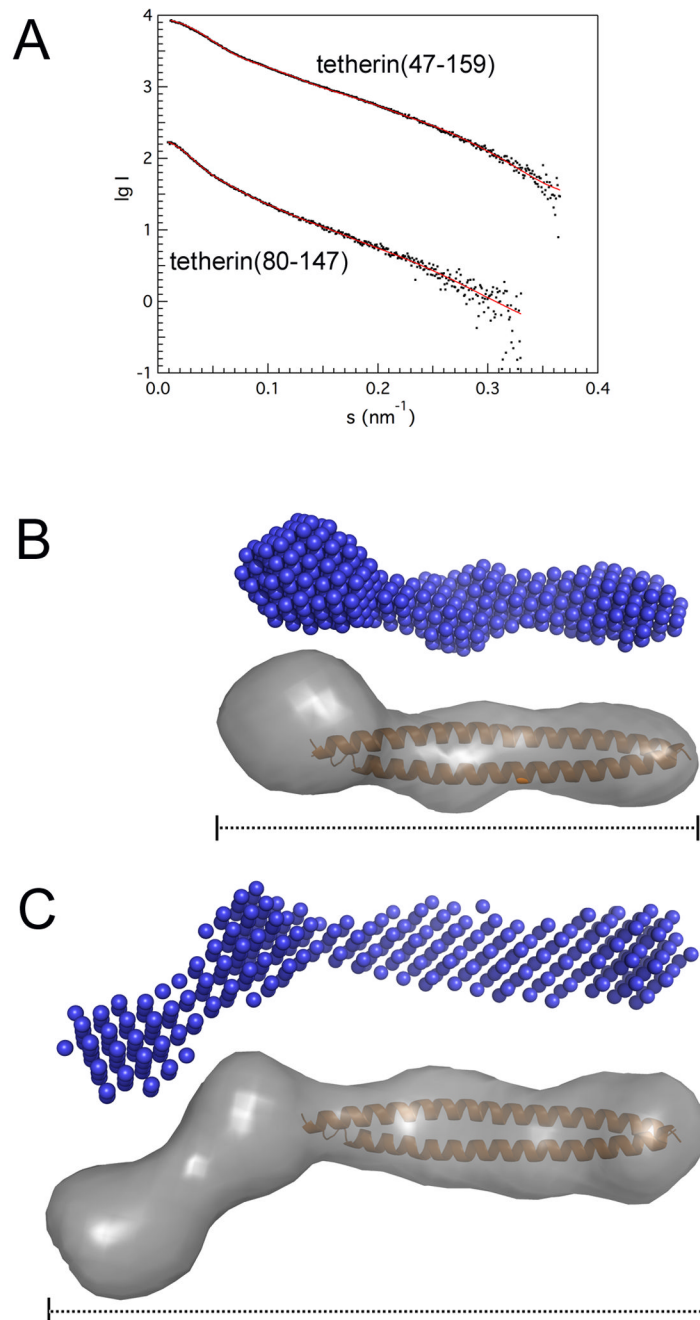 A
4
3
2
1
0
-1
lg I
tetherin(47-159)
tetherin(80-147)
0.0 0.1 0.2 0.3 0.4
s (nm⁻¹)
B
C